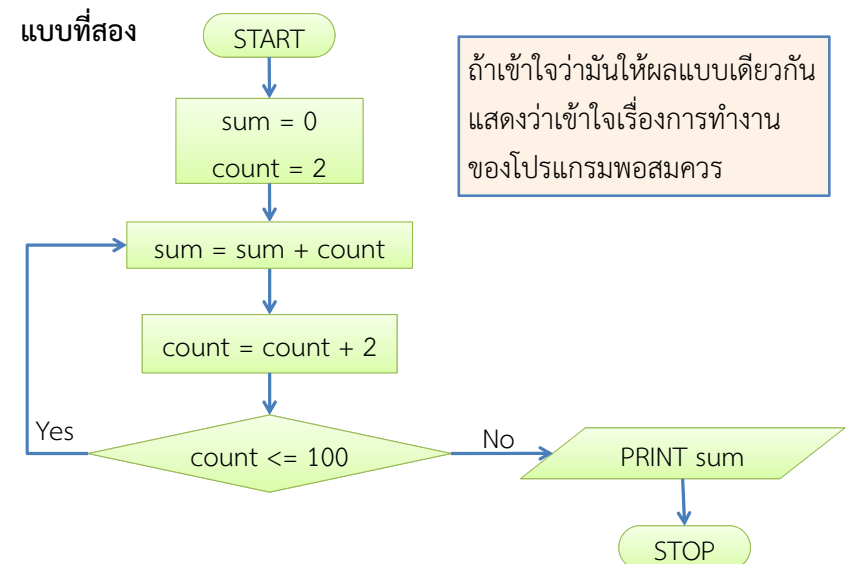 แบบที่สอง
START
ถ้าเข้าใจว่ามันให้ผลแบบเดียวกัน
แสดงว่าเข้าใจเรื่องการทำงาน
ของโปรแกรมพอสมควร
sum = 0
count = 2
sum = sum + count
count = count + 2
Yes
count <= 100
No
PRINT sum
STOP